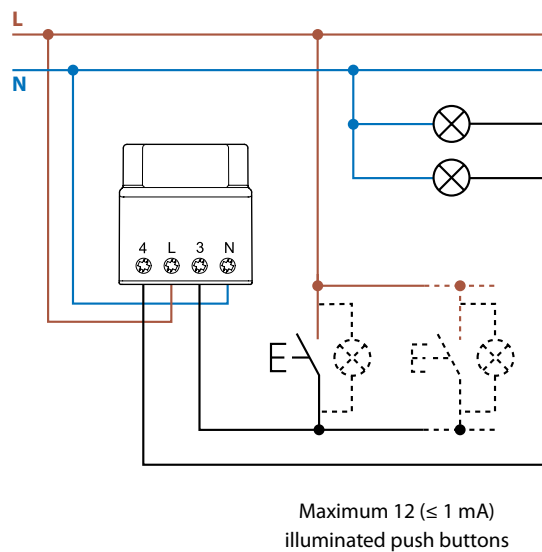 L
N
4 L 3 N
Maximum 12 (≤ 1 mA)
illuminated push buttons